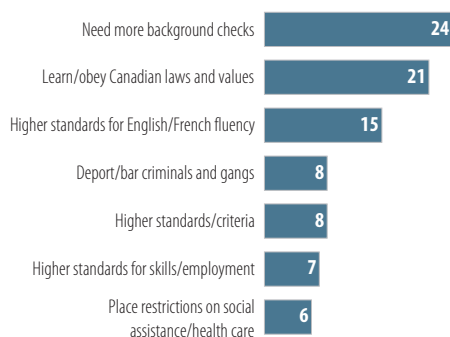 Need more background checks 24
Learn/obey Canadian laws and values 21
Higher standards for English/French fluency 15
Deport/bar criminals and gangs 8
Higher standards/criteria 8
Higher standards for skills/employment 7
Place restrictions on social
assistance/health care 6